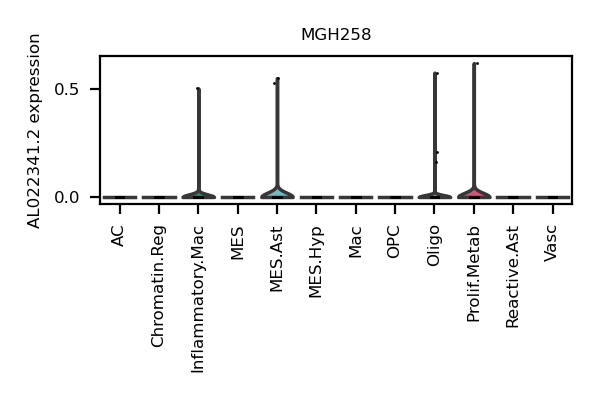 MGH258
AL022341.2 expression
0.5
0.0
AC
Chromatin.Reg
Inflammatory.Mac
MES
MES.Ast
MES.Hyp
Mac
OPC
Oligo
Prolif.Metab
Reactive.Ast
Vasc